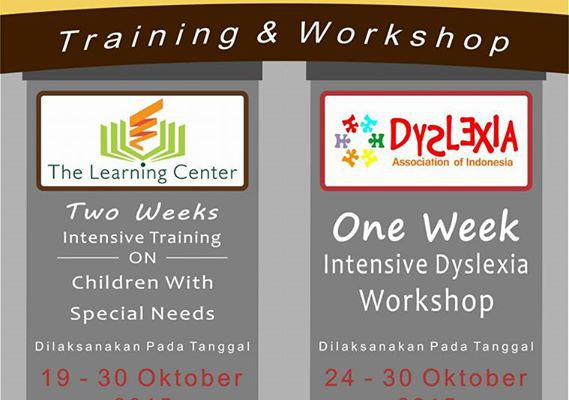 Training & Workshop
The Learning Center
Two Weeks
Intensive Training
ON
Children With
Special Needs
Dilaksanakan Pada Tanggal
19 - 30 Oktober
DYSLEXIA
Association of Indonesia
One Week
Intensive Dyslexia
Workshop
Dilaksanakan Pada Tanggal
24 - 30 Oktober